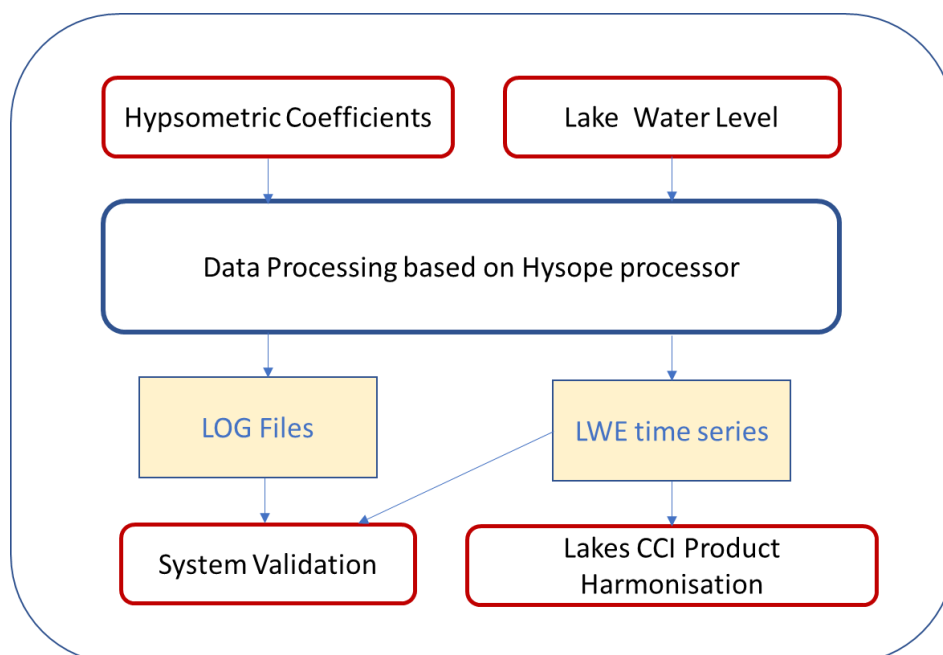 Hypsometric Coefficients
Lake Water Level
Data Processing based on Hysope processor
LOG Files
LWE time series
System Validation
Lakes CCI Product
Harmonisation